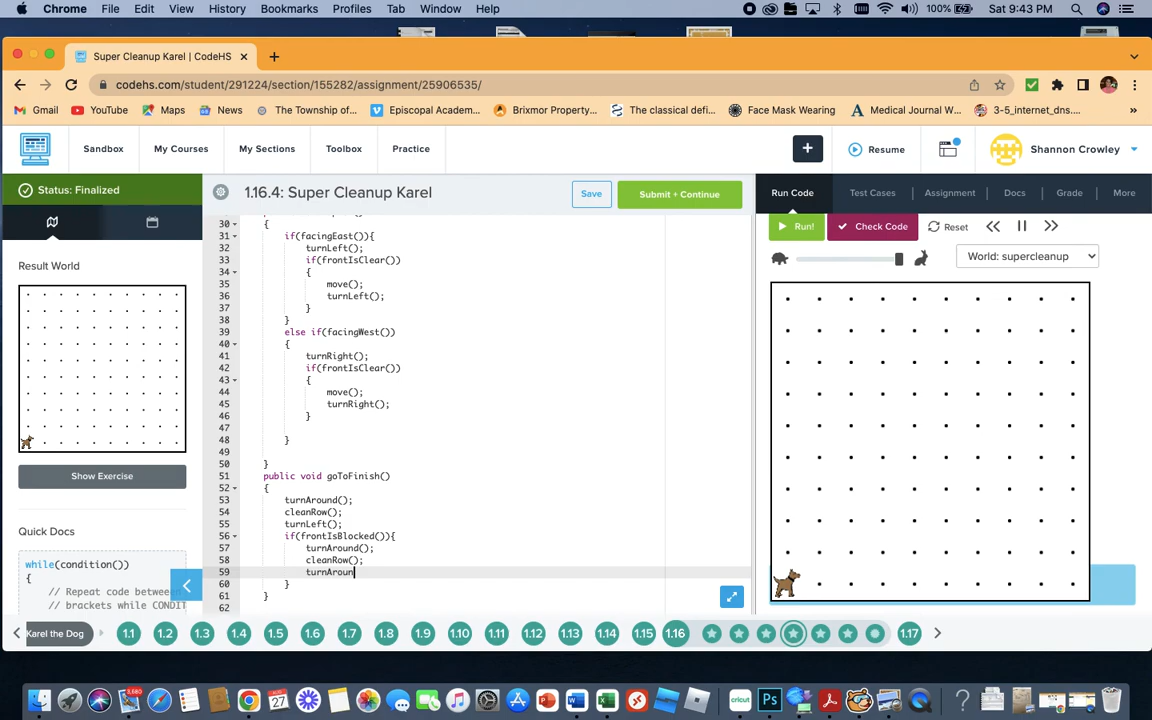 Chrome File Edit View History Bookmarks Profiles Tab Window Help 100% Sat 9:43 PM
Super Cleanup Karel | CodeHS
codehs.com/student/291224/section/155282/assignment/25906535/
Gmail YouTube Maps News The Township of... Episcopal Academ... Brixmor Property... The classical defi... Face Mask Wearing Medical Journal W... 3-5_internet_dns....
Sandbox My Courses My Sections Toolbox Practice Resume Shannon Crowley
Status: Finalized
1.16.4: Super Cleanup Karel
Save
Submit + Continue
Run Code Test Cases Assignment Docs Grade More
Run! Check Code Reset
World: supercleanup
Result World
Show Exercise
Quick Docs
while(condition())
{
// Repeat code between
// brackets while CONDIT
30 {
31 if(facingEast()){
32 turnLeft();
33 if(frontIsClear())
34 {
35 move();
36 turnLeft();
37 }
38 }
39 else if(facingWest())
40 {
41 turnRight();
42 if(frontIsClear())
43 {
44 move();
45 turnRight();
46 }
47
48 }
49
50 }
51 public void goToFinish()
52 {
53 turnAround();
54 cleanRow();
55 turnLeft();
56 if(frontIsBlocked()){
57 turnAround();
58 cleanRow();
59 turnAroun
60 }
61 }
62
Karel the Dog 1.1 1.2 1.3 1.4 1.5 1.6 1.7 1.8 1.9 1.10 1.11 1.12 1.13 1.14 1.15 1.16 1.17
3,680
AUG
27
cricut
Ps